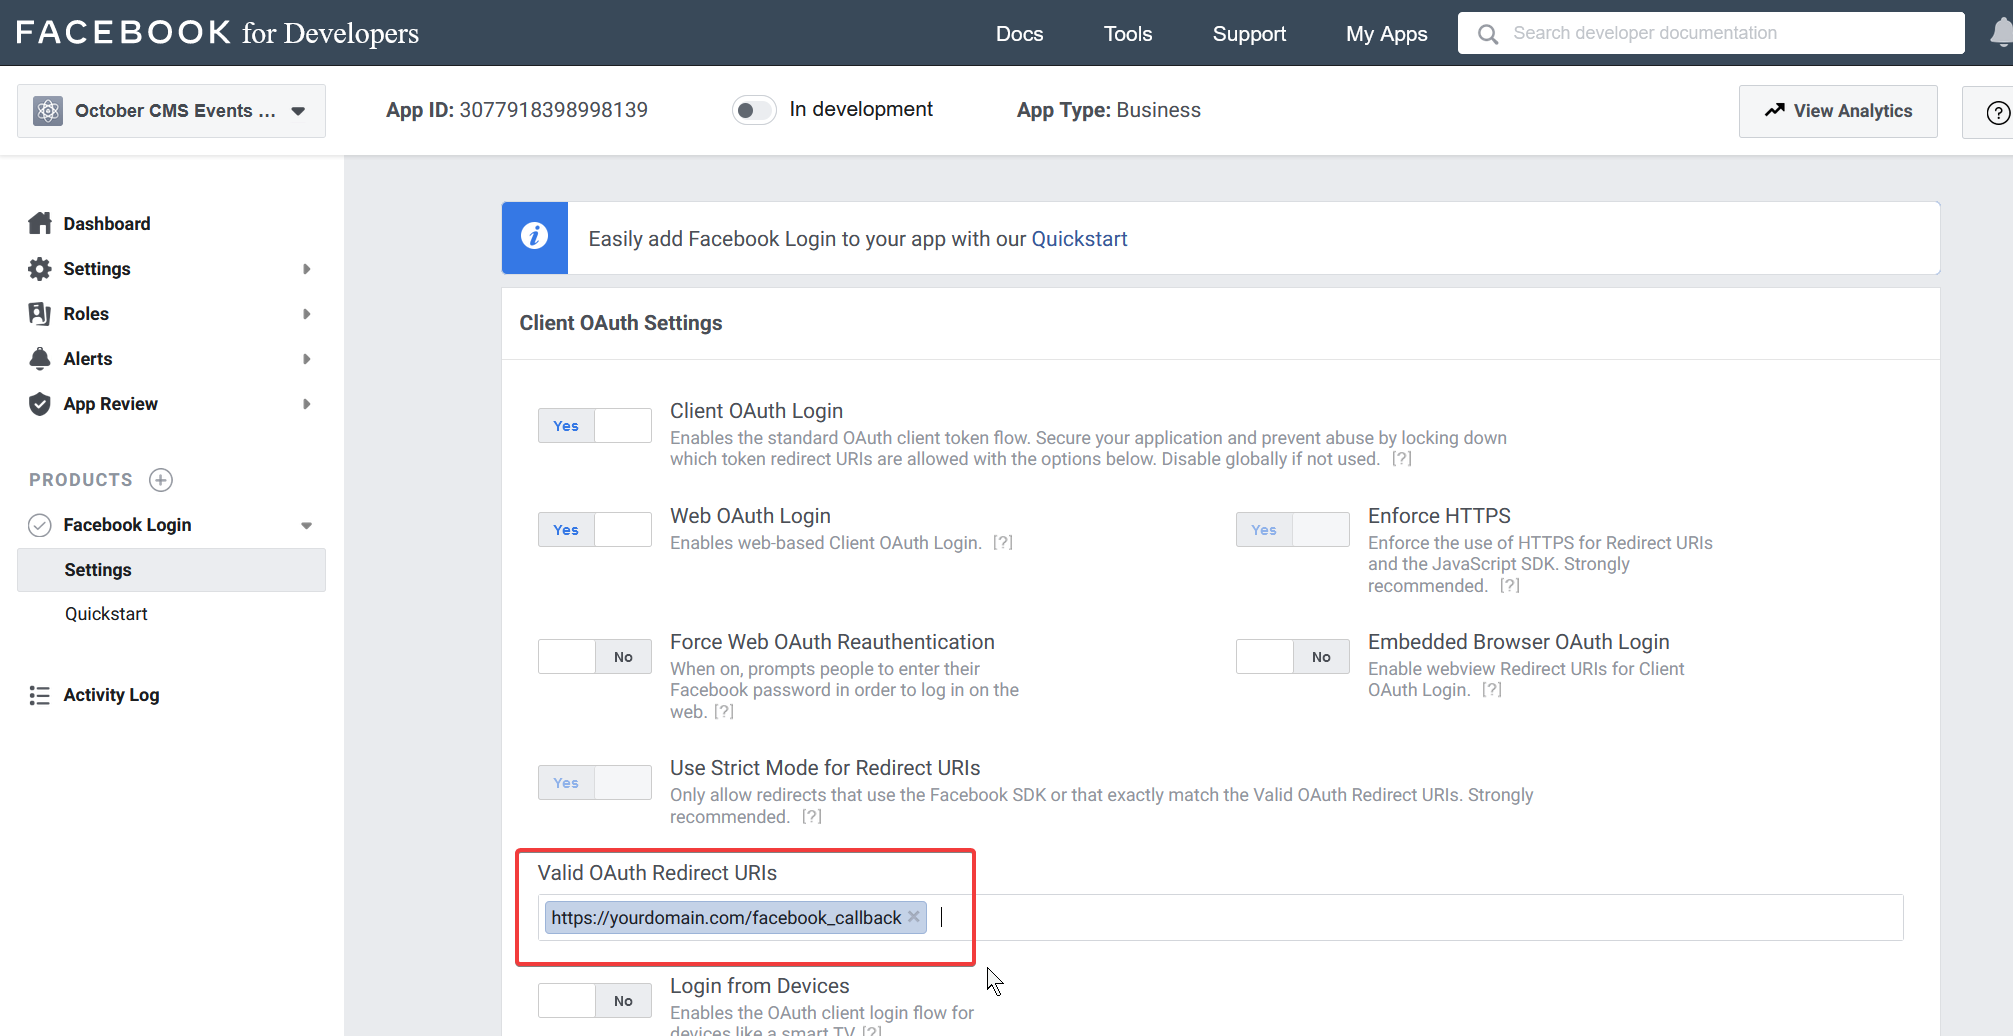 FACEBOOK for Developers
Docs
Tools
Support
My Apps
Search developer documentation
October CMS Events ...
App ID: 3077918398998139
In development
App Type: Business
View Analytics
?
Dashboard
Settings
Roles
Alerts
App Review
PRODUCTS
Facebook Login
Settings
Quickstart
Activity Log
i
Easily add Facebook Login to your app with our Quickstart
Client OAuth Settings
Yes
Client OAuth Login
Enables the standard OAuth client token flow. Secure your application and prevent abuse by locking down
which token redirect URIs are allowed with the options below. Disable globally if not used. [?]
Yes
Web OAuth Login
Enables web-based Client OAuth Login. [?]
Yes
Enforce HTTPS
Enforce the use of HTTPS for Redirect URIs
and the JavaScript SDK. Strongly
recommended. [?]
No
Force Web OAuth Reauthentication
When on, prompts people to enter their
Facebook password in order to log in on the
web. [?]
No
Embedded Browser OAuth Login
Enable webview Redirect URIs for Client
OAuth Login. [?]
Yes
Use Strict Mode for Redirect URIs
Only allow redirects that use the Facebook SDK or that exactly match the Valid OAuth Redirect URIs. Strongly
recommended. [?]
Valid OAuth Redirect URIs
https://yourdomain.com/facebook_callback
No
Login from Devices
Enables the OAuth client login flow for
devices like a smart TV [?]